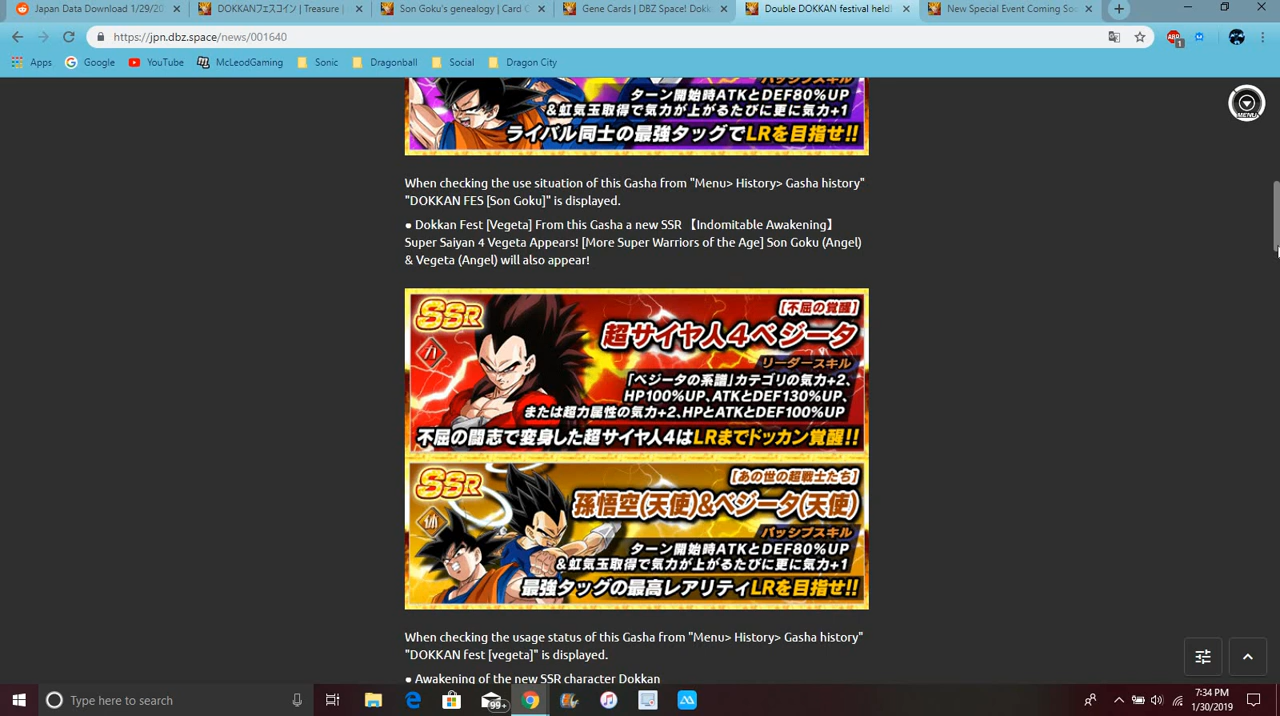 Japan Data Download 1/29/20
DOKKANフェスコイン | Treasure |
Son Goku's genealogy | Card C
Gene Cards | DBZ Space! Dokk
Double DOKKAN festival held!
New Special Event Coming Soo
https://jpn.dbz.space/news/001640
Apps
Google
YouTube
McLeodGaming
Sonic
Dragonball
Social
Dragon City
ABP
1
MENU
パッシブスキル
ターン開始時ATKとDEF80%UP
&虹気玉取得で気力が上がるたびに更に気力+1
ライバル同士の最強タッグでLRを目指せ!!
When checking the use situation of this Gasha from "Menu> History> Gasha history"
"DOKKAN FES [Son Goku]" is displayed.
● Dokkan Fest [Vegeta] From this Gasha a new SSR 【Indomitable Awakening】
Super Saiyan 4 Vegeta Appears! [More Super Warriors of the Age] Son Goku (Angel)
& Vegeta (Angel) will also appear!
SSR
[不屈の覚醒]
超サイヤ人4ベジータ
力
リーダースキル
「ベジータの系譜」カテゴリの気力+2、
HP100%UP、ATKとDEF130%UP、
または超力属性の気力+2、HPとATKとDEF100%UP
不屈の闘志で変身した超サイヤ人4はLRまでドッカン覚醒!!
SSR
[あの世の超戦士たち]
孫悟空(天使)&ベジータ(天使)
体
パッシブスキル
ターン開始時ATKとDEF80%UP
&虹気玉取得で気力が上がるたびに更に気力+1
最強タッグの最高レアリティLRを目指せ!!
When checking the usage status of this Gasha from "Menu> History> Gasha history"
"DOKKAN fest [vegeta]" is displayed.
● Awakening of the new SSR character Dokkan
Type here to search
99+
7:34 PM
1/30/2019